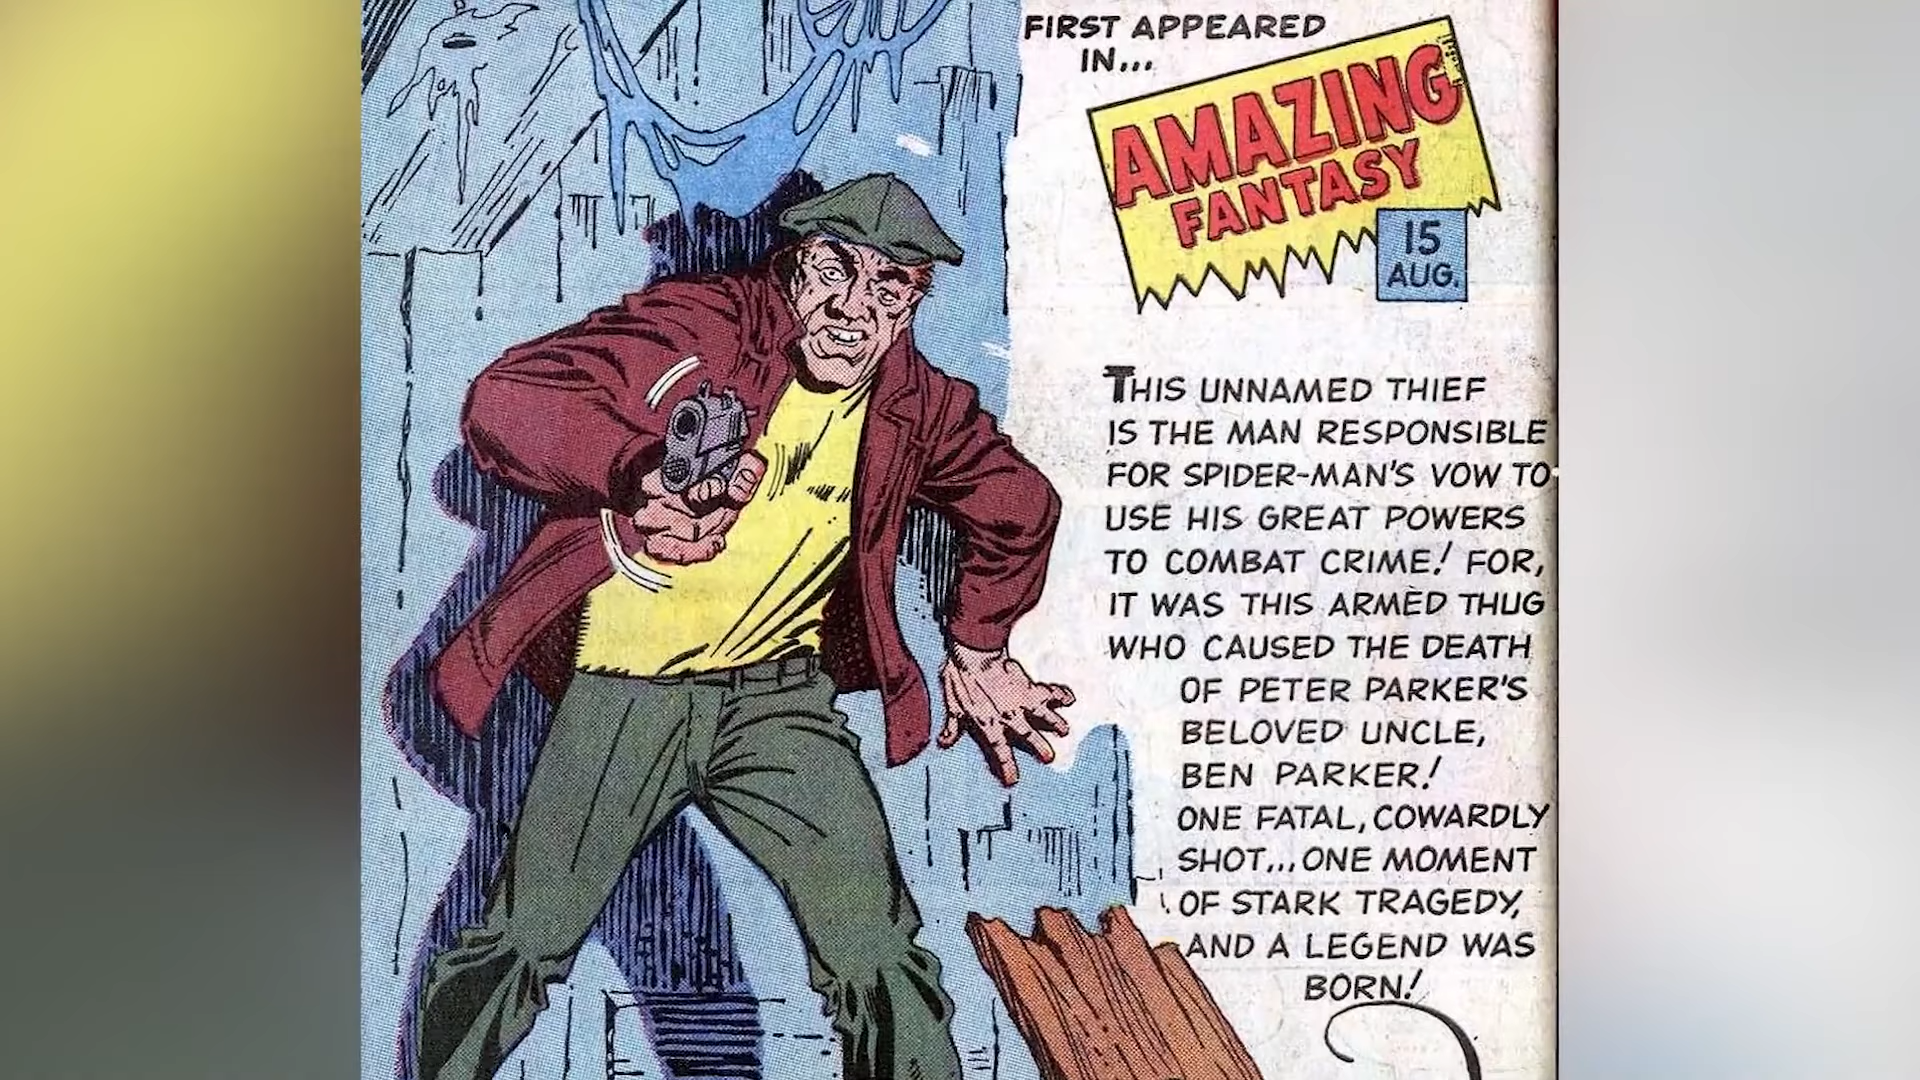 FIRST APPEARED
IN...
AMAZING
FANTASY
15
AUG.
THIS UNNAMED THIEF
IS THE MAN RESPONSIBLE
FOR SPIDER-MAN'S VOW TO
USE HIS GREAT POWERS
TO COMBAT CRIME! FOR,
IT WAS THIS ARMED THUG
WHO CAUSED THE DEATH
OF PETER PARKER'S
BELOVED UNCLE,
BEN PARKER!
ONE FATAL, COWARDLY
SHOT... ONE MOMENT
OF STARK TRAGEDY,
AND A LEGEND WAS
BORN!